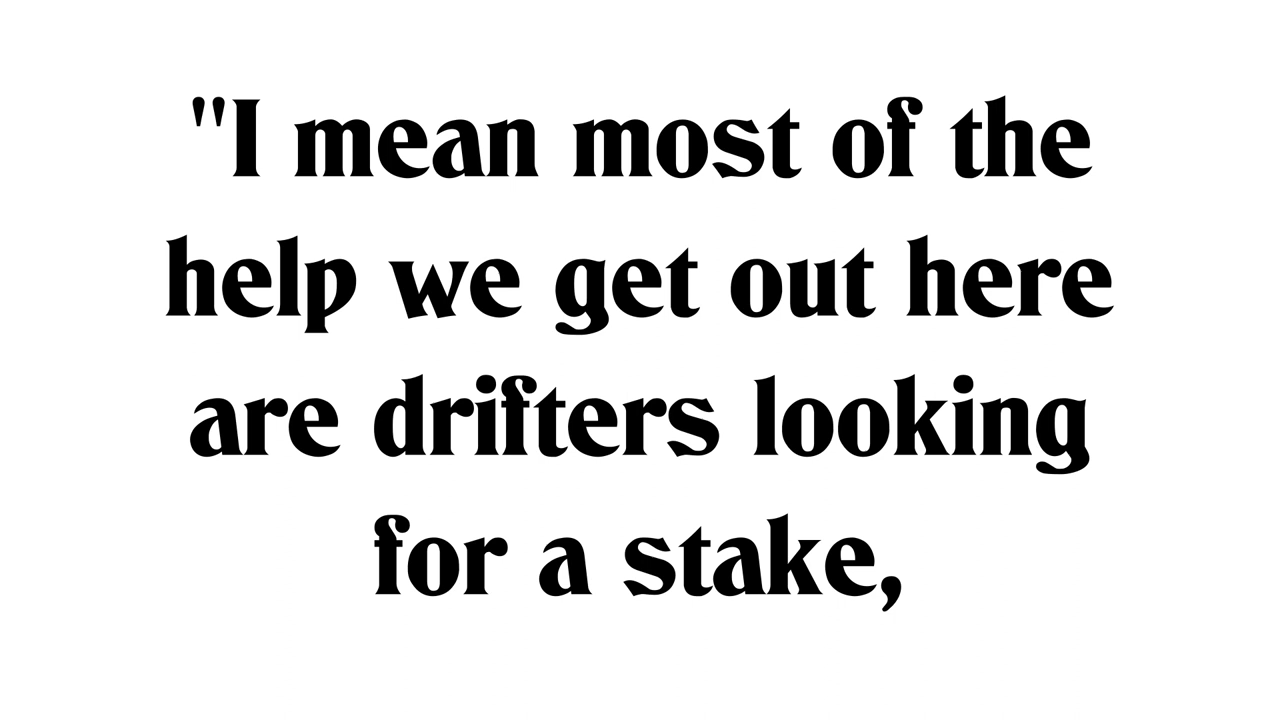 "I mean most of the
help we get out here
are drifters looking
for a stake,